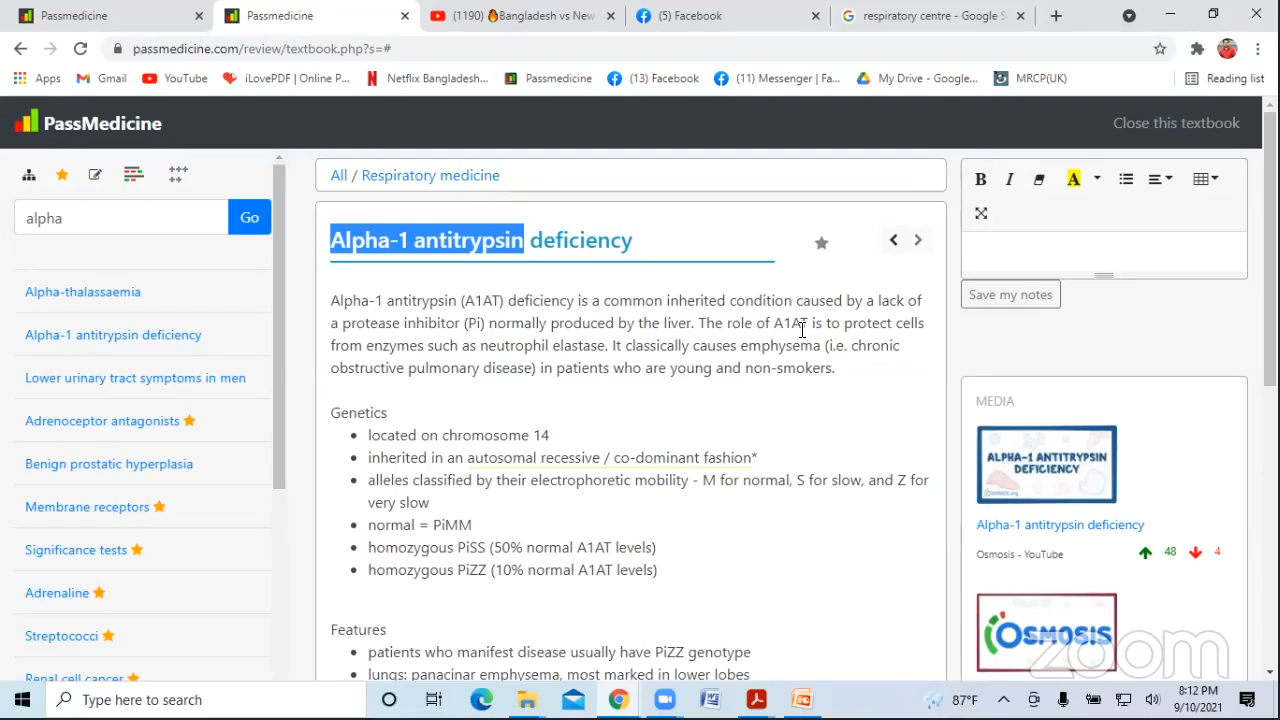 Passmedicine
Passmedicine
(1190) 🔥Bangladesh vs New
(5) Facebook
respiratory centre - Google S
passmedicine.com/review/textbook.php?s=#
Apps
Gmail
YouTube
iLovePDF | Online P...
Netflix Bangladesh...
Passmedicine
(13) Facebook
(11) Messenger | Fa...
My Drive - Google...
MRCP(UK)
Reading list
PassMedicine
Close this textbook
alpha
Go
Alpha-thalassaemia
Alpha-1 antitrypsin deficiency
Lower urinary tract symptoms in men
Adrenoceptor antagonists
Benign prostatic hyperplasia
Membrane receptors
Significance tests
Adrenaline
Streptococci
Renal cell cancer
All / Respiratory medicine
Alpha-1 antitrypsin deficiency
Alpha-1 antitrypsin (A1AT) deficiency is a common inherited condition caused by a lack of
a protease inhibitor (Pi) normally produced by the liver. The role of A1AT is to protect cells
from enzymes such as neutrophil elastase. It classically causes emphysema (i.e. chronic
obstructive pulmonary disease) in patients who are young and non-smokers.
Genetics
• located on chromosome 14
• inherited in an autosomal recessive / co-dominant fashion*
• alleles classified by their electrophoretic mobility - M for normal, S for slow, and Z for
very slow
• normal = PiMM
• homozygous PiSS (50% normal A1AT levels)
• homozygous PiZZ (10% normal A1AT levels)
Features
• patients who manifest disease usually have PiZZ genotype
• lungs: panacinar emphysema, most marked in lower lobes
B I A
Save my notes
MEDIA
ALPHA-1 ANTITRYPSIN
DEFICIENCY
Alpha-1 antitrypsin deficiency
Osmosis - YouTube
48
4
OSMOSIS
zoom
Type here to search
87°F
8:12 PM
9/10/2021